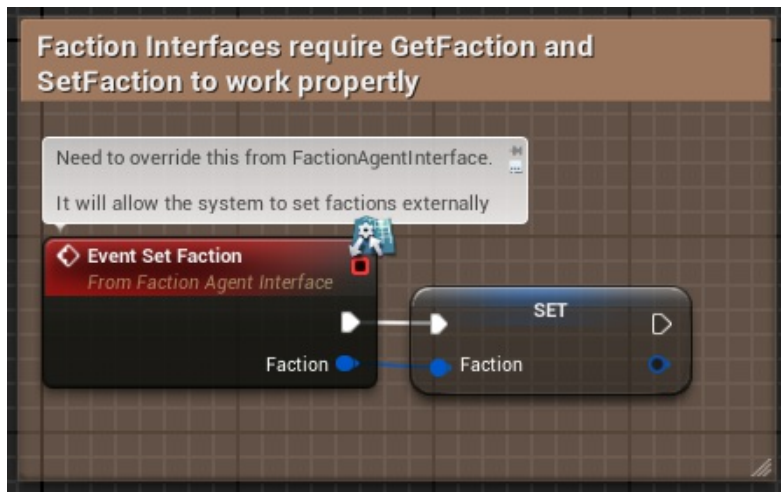 Faction Interfaces require GetFaction and
SetFaction to work propertly
Need to override this from FactionAgentInterface.
It will allow the system to set factions externally
Event Set Faction
From Faction Agent Interface
SET
Faction
Faction